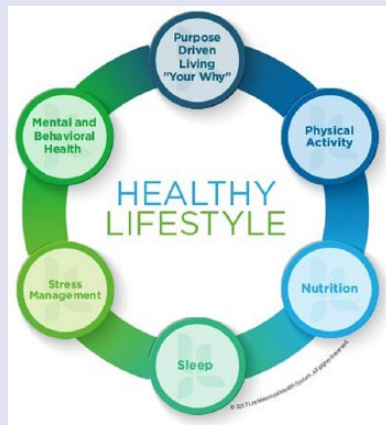 Purpose
Driven
Living
"Your Why"
Mental and
Behavioral
Health
Physical
Activity
HEALTHY
LIFESTYLE
Stress
Management
Nutrition
Sleep